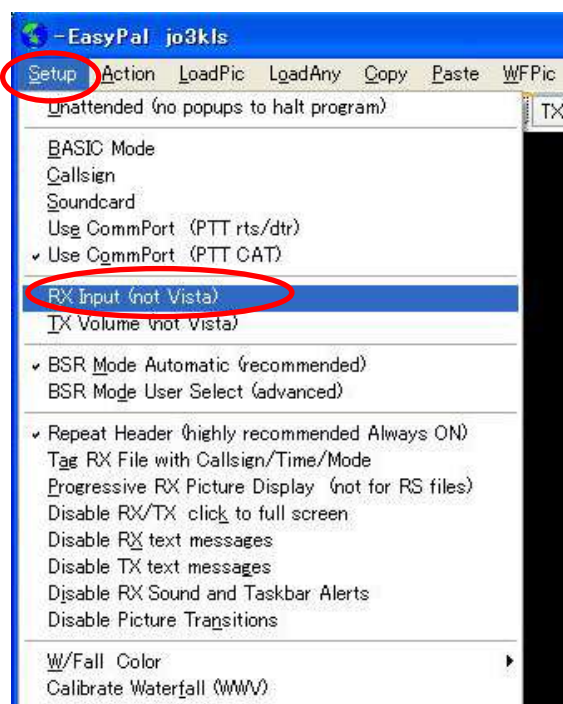 -EasyPal jo3kls
Setup Action LoadPic LoadAny Copy Paste WFPic
Unattended (no popups to halt program)
TX
BASIC Mode
Callsign
Soundcard
Use CommPort (PTT rts/dtr)
Use CommPort (PTT CAT)
RX Input (not Vista)
TX Volume (not Vista)
BSR Mode Automatic (recommended)
BSR Mode User Select (advanced)
Repeat Header (highly recommended Always ON)
Tag RX File with Callsign/Time/Mode
Progressive RX Picture Display (not for RS files)
Disable RX/TX click to full screen
Disable RX text messages
Disable TX text messages
Disable RX Sound and Taskbar Alerts
Disable Picture Transitions
W/Fall Color
Calibrate Waterfall (WWV)